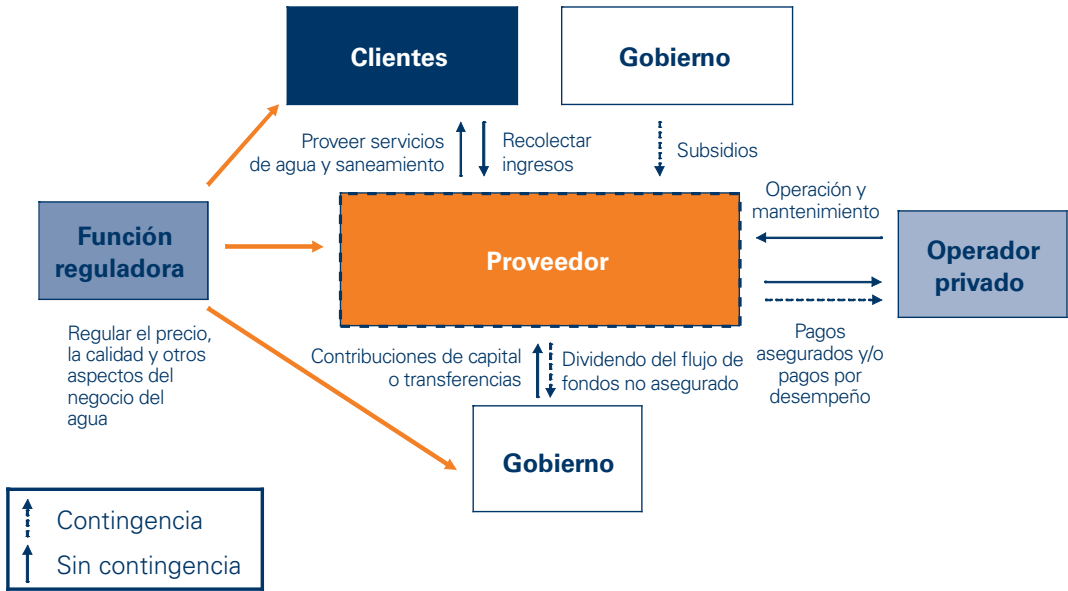 Clientes
Gobierno
Proveer servicios
de agua y saneamiento
Recolectar
ingresos
Subsidios
Operación y
mantenimiento
Función
reguladora
Proveedor
Operador
privado
Regular el precio,
la calidad y otros
aspectos del
negocio del
agua
Contribuciones de capital
o transferencias
Dividendo del flujo de
fondos no asegurado
Pagos
asegurados y/o
pagos por
desempeño
Gobierno
Contingencia
Sin contingencia